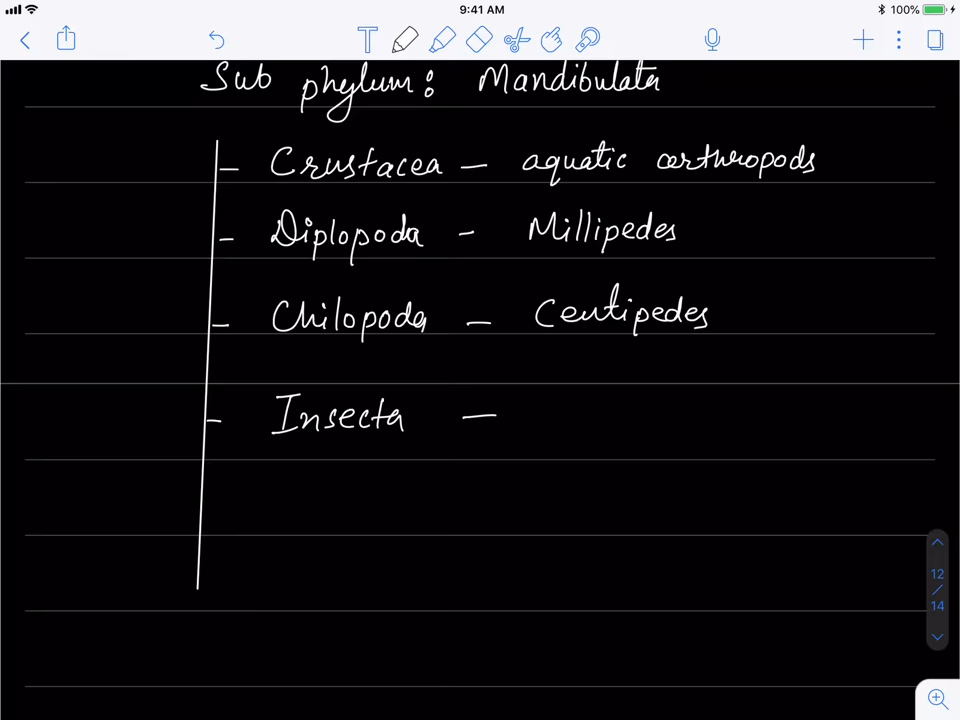 9:41 AM
100%
Sub phylum: Mandibulata
- Crustacea - aquatic arthropods
- Diplopoda - Millipedes
- Chilopoda - Centipedes
- Insecta -
12
/
14